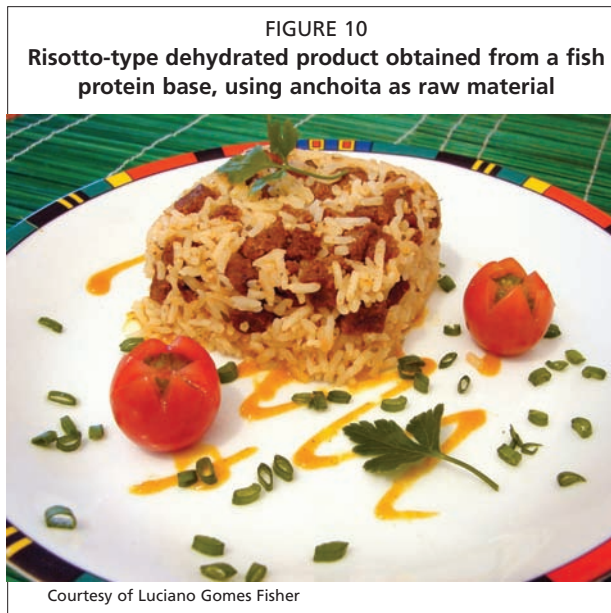 FIGURE 10
Risotto-type dehydrated product obtained from a fish
protein base, using anchoita as raw material
Courtesy of Luciano Gomes Fisher